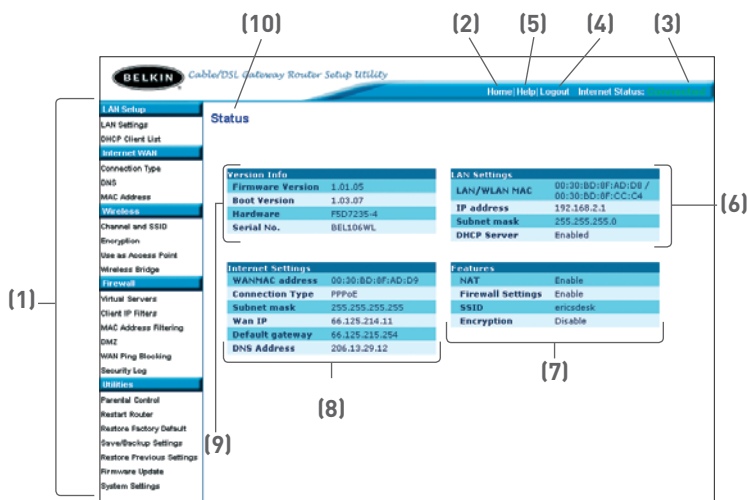 (10) (2) (5) (4) (3)
BELKIN Cable/DSL Gateway Router Setup Utility
Home|Help|Logout Internet Status:
LAN Setup
LAN Settings
DHCP Client List
Internet WAN
Connection Type
DNS
MAC Address
Wireless
Channel and SSID
Encryption
Use as Access Point
Wireless Bridge
Firewall
Virtual Servers
Client IP Filters
MAC Address Filtering
DMZ
WAN Ping Blocking
Security Log
Utilities
Parental Control
Restart Router
Restore Factory Default
Save/Backup Settings
Restore Previous Settings
Firmware Update
System Settings
(1)
Status
Version Info
Firmware Version 1.01.05
Boot Version 1.03.07
Hardware F5D7235-4
Serial No. BEL106WL
(9)
LAN Settings
LAN/WLAN MAC 00:30:BD:8F:AD:D8 /
00:30:BD:8F:CC:C4
IP address 192.168.2.1
Subnet mask 255.255.255.0
DHCP Server Enabled
(6)
Internet Settings
WANMAC address 00:30:BD:8F:AD:D9
Connection Type PPPoE
Subnet mask 255.255.255.255
Wan IP 66.125.214.11
Default gateway 66.125.215.254
DNS Address 206.13.29.12
(8)
Features
NAT Enable
Firewall Settings Enable
SSID ericsdesk
Encryption Disable
(7)